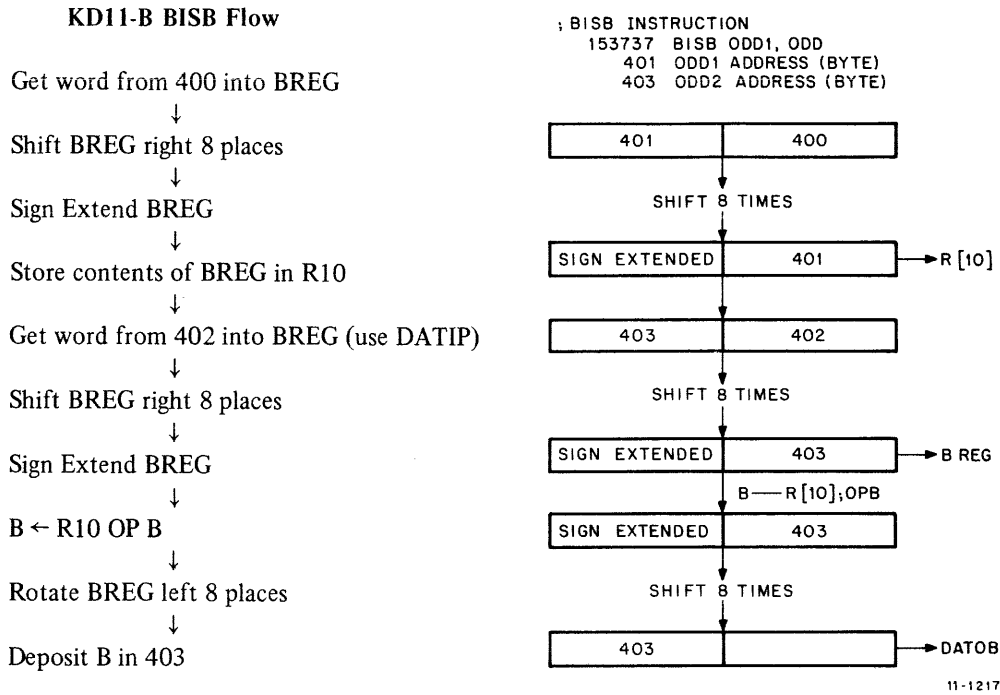 KD11-B BISB Flow
Get word from 400 into BREG
↓
Shift BREG right 8 places
↓
Sign Extend BREG
↓
Store contents of BREG in R10
↓
Get word from 402 into BREG (use DATIP)
↓
Shift BREG right 8 places
↓
Sign Extend BREG
↓
B ← R10 OP B
↓
Rotate BREG left 8 places
↓
Deposit B in 403
; BISB INSTRUCTION
153737 BISB ODD1, ODD
401 ODD1 ADDRESS (BYTE)
403 ODD2 ADDRESS (BYTE)
401 400
SHIFT 8 TIMES
SIGN EXTENDED 401 R [10]
403 402
SHIFT 8 TIMES
SIGN EXTENDED 403 B REG
B — R [10]; OPB
SIGN EXTENDED 403
SHIFT 8 TIMES
403 DATOB
11-1217